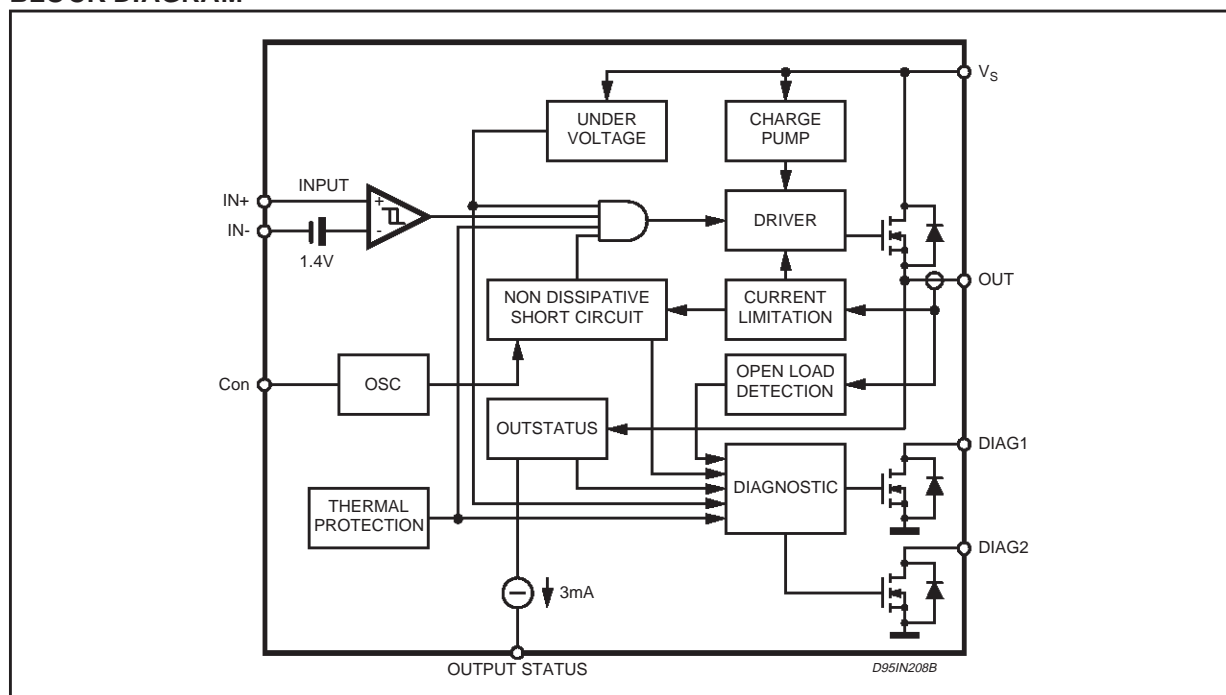 BLOCK DIAGRAM
VS
UNDER
VOLTAGE
CHARGE
PUMP
INPUT
IN+
+
IN-
-
1.4V
DRIVER
OUT
NON DISSIPATIVE
SHORT CIRCUIT
CURRENT
LIMITATION
Con
OSC
OPEN LOAD
DETECTION
OUTSTATUS
DIAG1
DIAGNOSTIC
THERMAL
PROTECTION
DIAG2
3mA
OUTPUT STATUS
D95IN208B